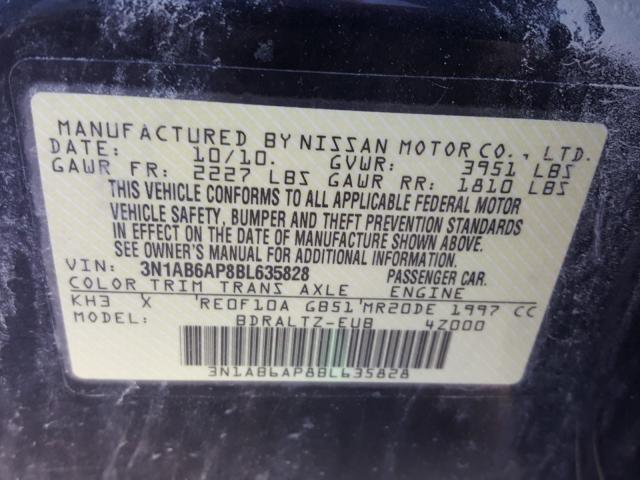 MANUFACTURED BY NISSAN MOTOR CO., LTD.
DATE: 10/10. GVWR: 3951 LBS
GAWR FR: 2227 LBS GAWR RR: 1810 LBS
THIS VEHICLE CONFORMS TO ALL APPLICABLE FEDERAL MOTOR
VEHICLE SAFETY, BUMPER AND THEFT PREVENTION STANDARDS
IN EFFECT ON THE DATE OF MANUFACTURE SHOWN ABOVE.
SEE OWNER'S MANUAL FOR ADDITIONAL INFORMATION.
VIN: 3N1AB6AP8BL635828 PASSENGER CAR.
COLOR TRIM TRANS AXLE ENGINE
KH3 X 'RE0F10A GB51'MR20DE 1997 CC
BDRALTZ-EUB 4Z000
3N1AB6AP8BL635828